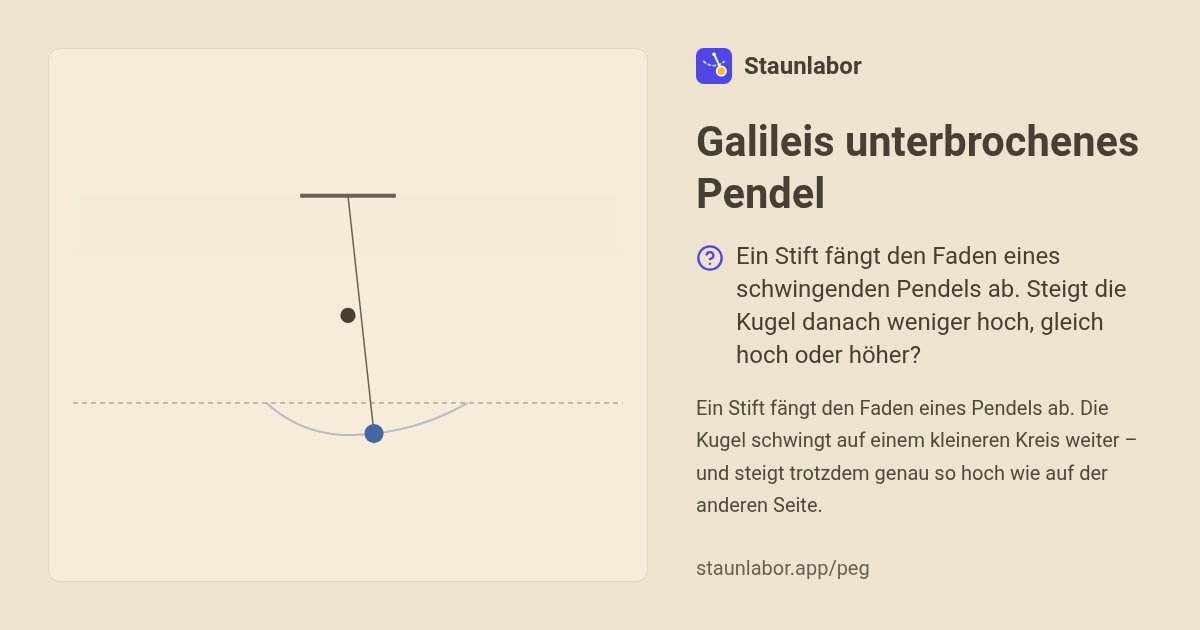 Staunlabor
Galileis unterbrochenes
Pendel
Ein Stift fängt den Faden eines
schwingenden Pendels ab. Steigt die
Kugel danach weniger hoch, gleich
hoch oder höher?
Ein Stift fängt den Faden eines Pendels ab. Die
Kugel schwingt auf einem kleineren Kreis weiter –
und steigt trotzdem genau so hoch wie auf der
anderen Seite.
staunlabor.app/peg